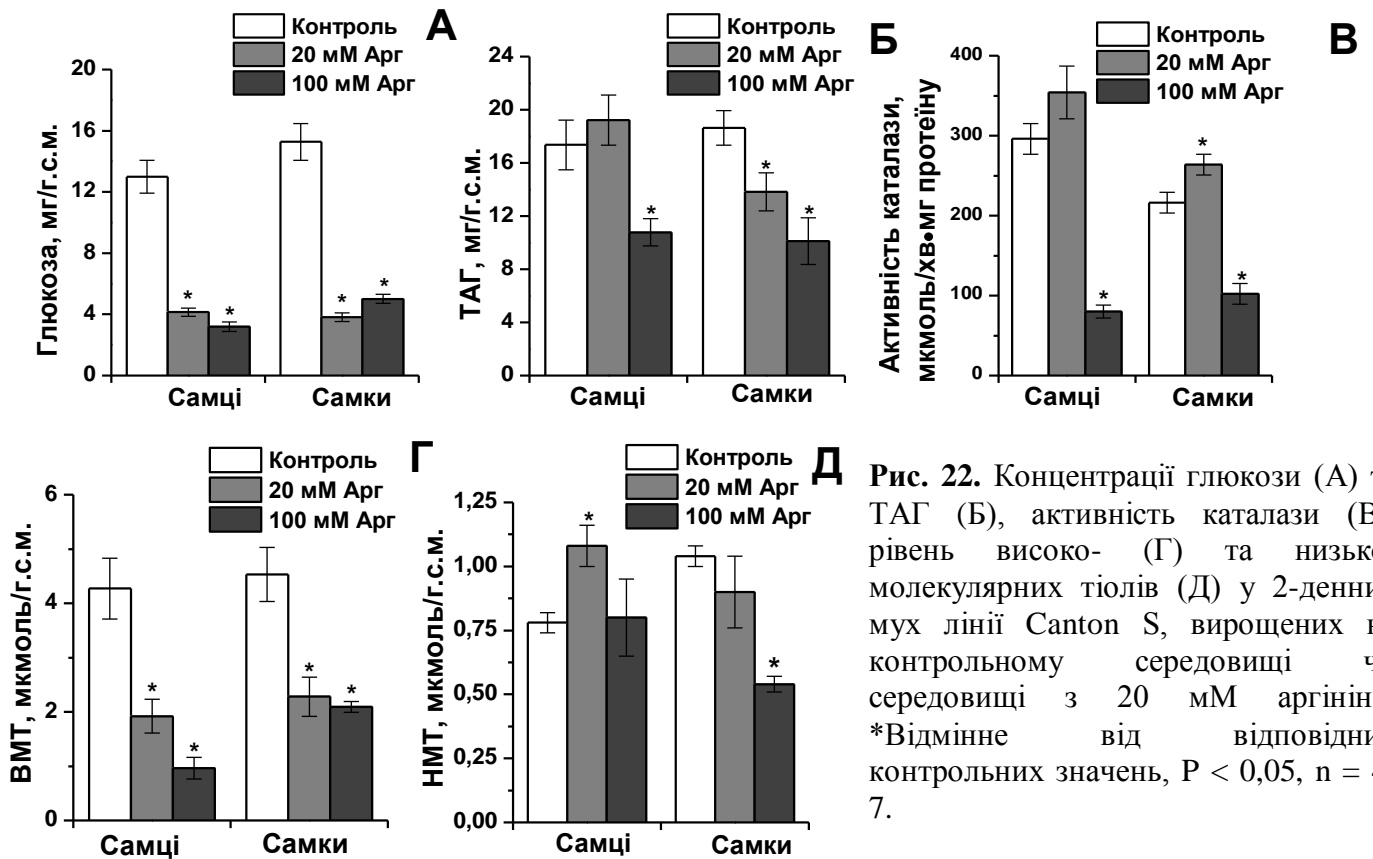 Контроль
20 мМ Арг
100 мМ Арг
А
Глюкоза, мг/г.с.м.
20
16
12
8
4
0
*
*
*
*
Самці
Самки
Контроль
20 мМ Арг
100 мМ Арг
Б
ТАГ, мг/г.с.м.
24
20
16
12
8
4
0
*
*
*
Самці
Самки
Контроль
20 мМ Арг
100 мМ Арг
В
Активність каталази,
мкмоль/хв•мг протеїну
400
300
200
100
0
*
*
*
Самці
Самки
Контроль
20 мМ Арг
100 мМ Арг
Г
ВМТ, мкмоль/г.с.м.
6
4
2
0
*
*
*
*
Самці
Самки
Контроль
20 мМ Арг
100 мМ Арг
Д
НМТ, мкмоль/г.с.м.
1,25
1,00
0,75
0,50
0,25
0,00
*
*
Самці
Самки
Рис. 22. Концентрації глюкози (А)
ТАГ (Б), активність каталази (В
рівень високо- (Г) та низько
молекулярних тіолів (Д) у 2-денни
мух лінії Canton S, вирощених
контрольному середовищі
середовищі з 20 мМ аргінін
*Відмінне від відповідни
контрольних значень, P < 0,05, n =
7.